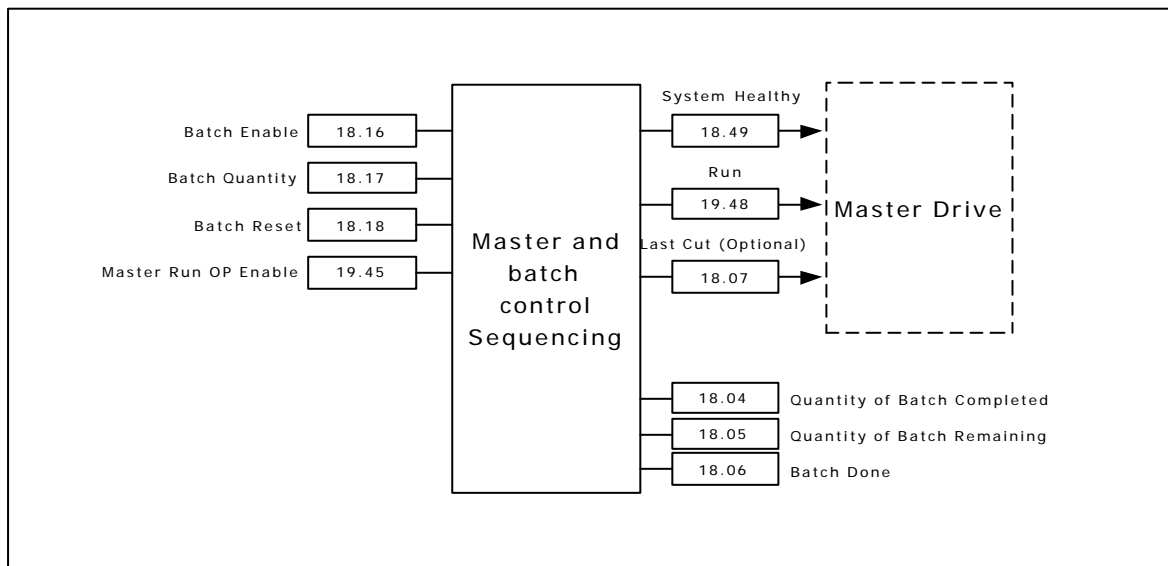 System Healthy
Batch Enable
18.16
18.49
Batch Quantity
18.17
Run
Batch Reset
18.18
19.48
Master Drive
Master and
batch
control
Sequencing
Last Cut (Optional)
Master Run OP Enable
19.45
18.07
18.04
Quantity of Batch Completed
18.05
Quantity of Batch Remaining
18.06
Batch Done